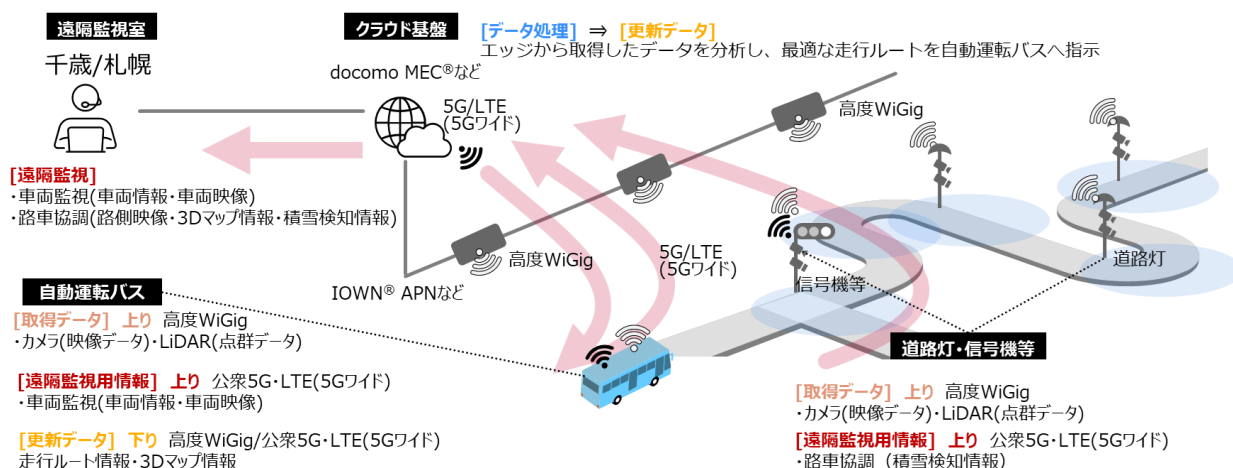 遠隔監視室
千歳/札幌
クラウド基盤
docomo MEC®など
5G/LTE
(5Gワイド)
[データ処理] ⇒ [更新データ]
エッジから取得したデータを分析し、最適な走行ルートを自動運転バスへ指示
高度WiGig
[遠隔監視]
・車両監視(車両情報・車両映像)
・路車協調(路側映像・3Dマップ情報・積雪検知情報)
高度WiGig
IOWN® APNなど
5G/LTE
(5Gワイド)
信号機等
道路灯
自動運転バス
[取得データ] 上り 高度WiGig
・カメラ(映像データ)・LiDAR(点群データ)
[遠隔監視用情報] 上り 公衆5G・LTE(5Gワイド)
・車両監視(車両情報・車両映像)
[更新データ] 下り 高度WiGig/公衆5G・LTE(5Gワイド)
走行ルート情報・3Dマップ情報
道路灯・信号機等
[取得データ] 上り 高度WiGig
・カメラ(映像データ)・LiDAR(点群データ)
[遠隔監視用情報] 上り 公衆5G・LTE(5Gワイド)
・路車協調（積雪検知情報）